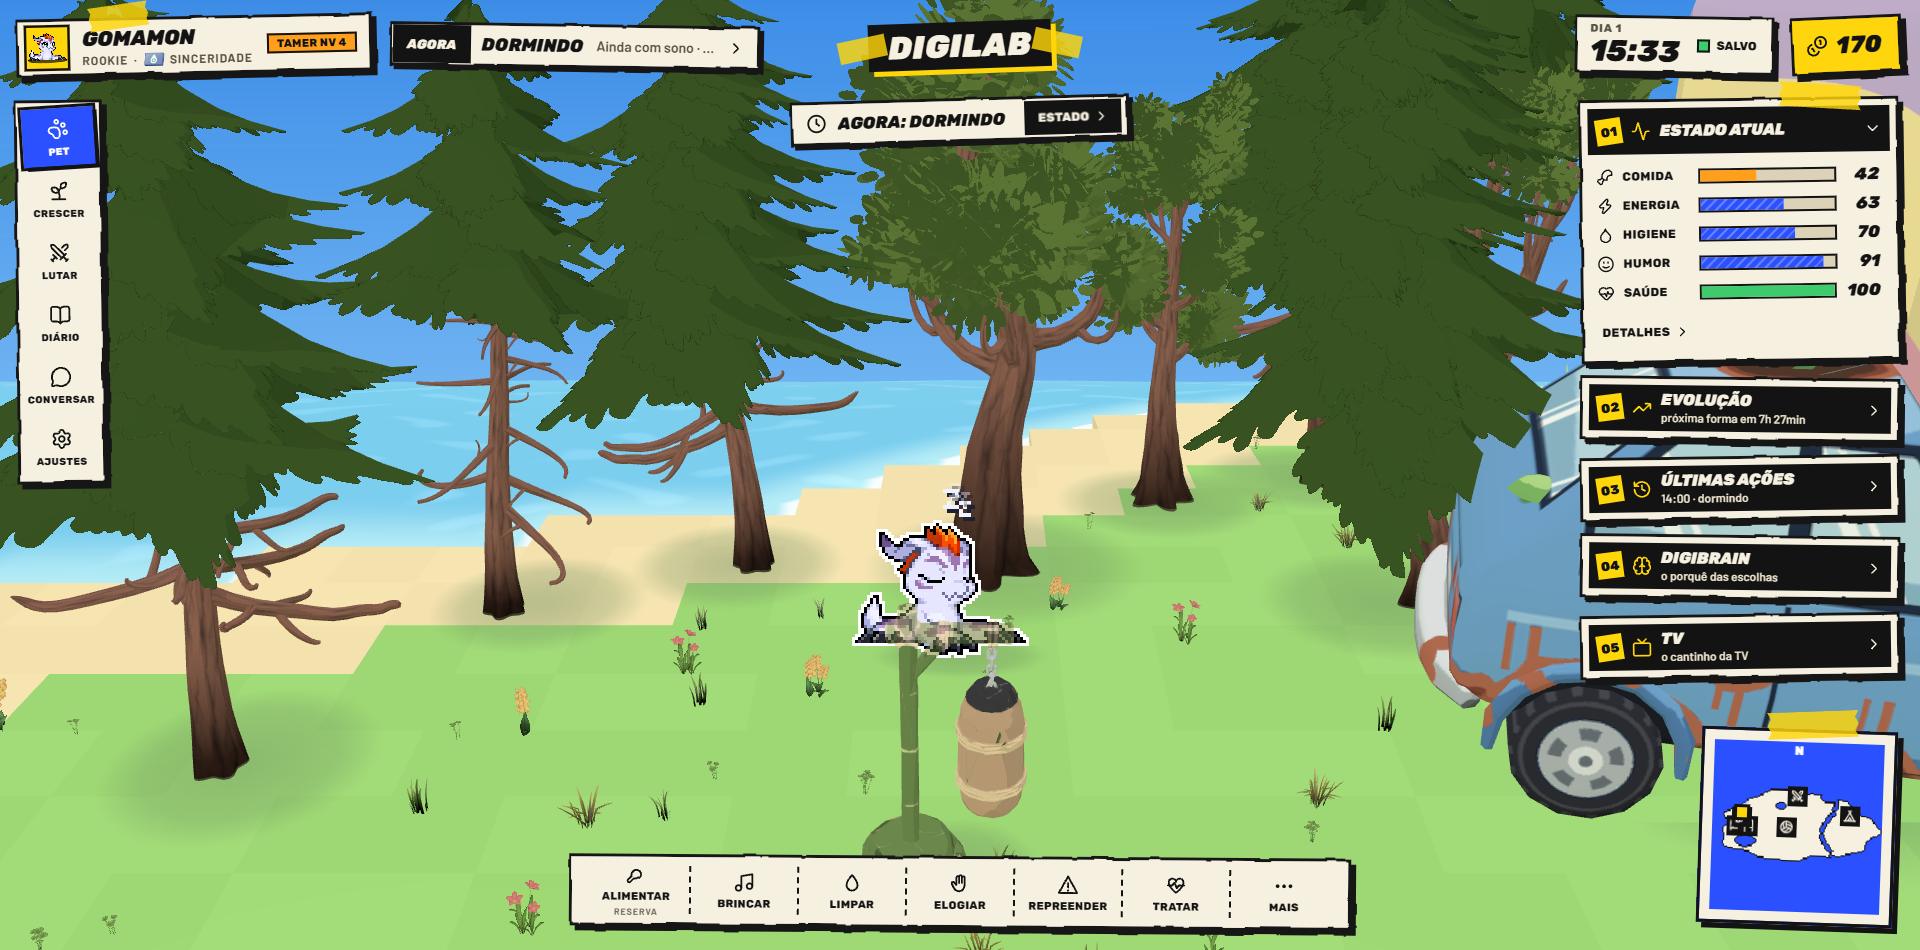 GOMAMON
ROOKIE · SINCERIDADE
TAMER NV 4
AGORA
DORMINDO
Ainda com sono · ...
DIGILAB
DIA 1
15:33
SALVO
170
AGORA: DORMINDO
ESTADO
PET
CRESCER
LUTAR
DIÁRIO
CONVERSAR
AJUSTES
01
ESTADO ATUAL
COMIDA 42
ENERGIA 63
HIGIENE 70
HUMOR 91
SAÚDE 100
DETALHES
02
EVOLUÇÃO
próxima forma em 7h 27min
03
ÚLTIMAS AÇÕES
14:00 · dormindo
04
DIGIBRAIN
o porquê das escolhas
05
TV
o cantinho da TV
N
ALIMENTAR
RESERVA
BRINCAR
LIMPAR
ELOGIAR
REPREENDER
TRATAR
MAIS